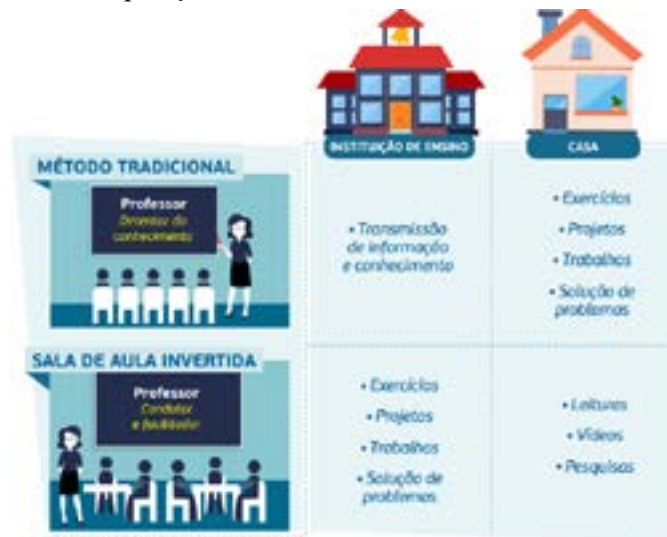 INSTITUIÇÃO DE ENSINO
CASA
MÉTODO TRADICIONAL
Professor
Detentor do
conhecimento
• Transmissão
de informação
e conhecimento
• Exercícios
• Projetos
• Trabalhos
• Solução de
problemas
SALA DE AULA INVERTIDA
Professor
Condutor
e facilitador
• Exercícios
• Projetos
• Trabalhos
• Solução de
problemas
• Leituras
• Vídeos
• Pesquisas